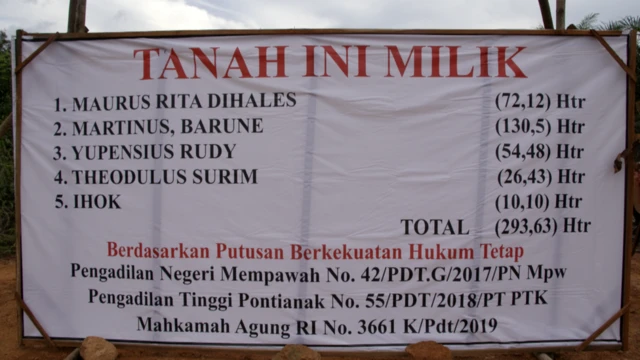 TANAH INI MILIK
1. MAURUS RITA DIHALES (72,12) Htr
2. MARTINUS, BARUNE (130,5) Htr
3. YUPENSIUS RUDY (54,48) Htr
4. THEODULUS SURIM (26,43) Htr
5. IHOK (10,10) Htr
TOTAL (293,63) Htr
Berdasarkan Putusan Berkekuatan Hukum Tetap
Pengadilan Negeri Mempawah No. 42/PDT.G/2017/PN Mpw
Pengadilan Tinggi Pontianak No. 55/PDT/2018/PT PTK
Mahkamah Agung RI No. 3661 K/Pdt/2019